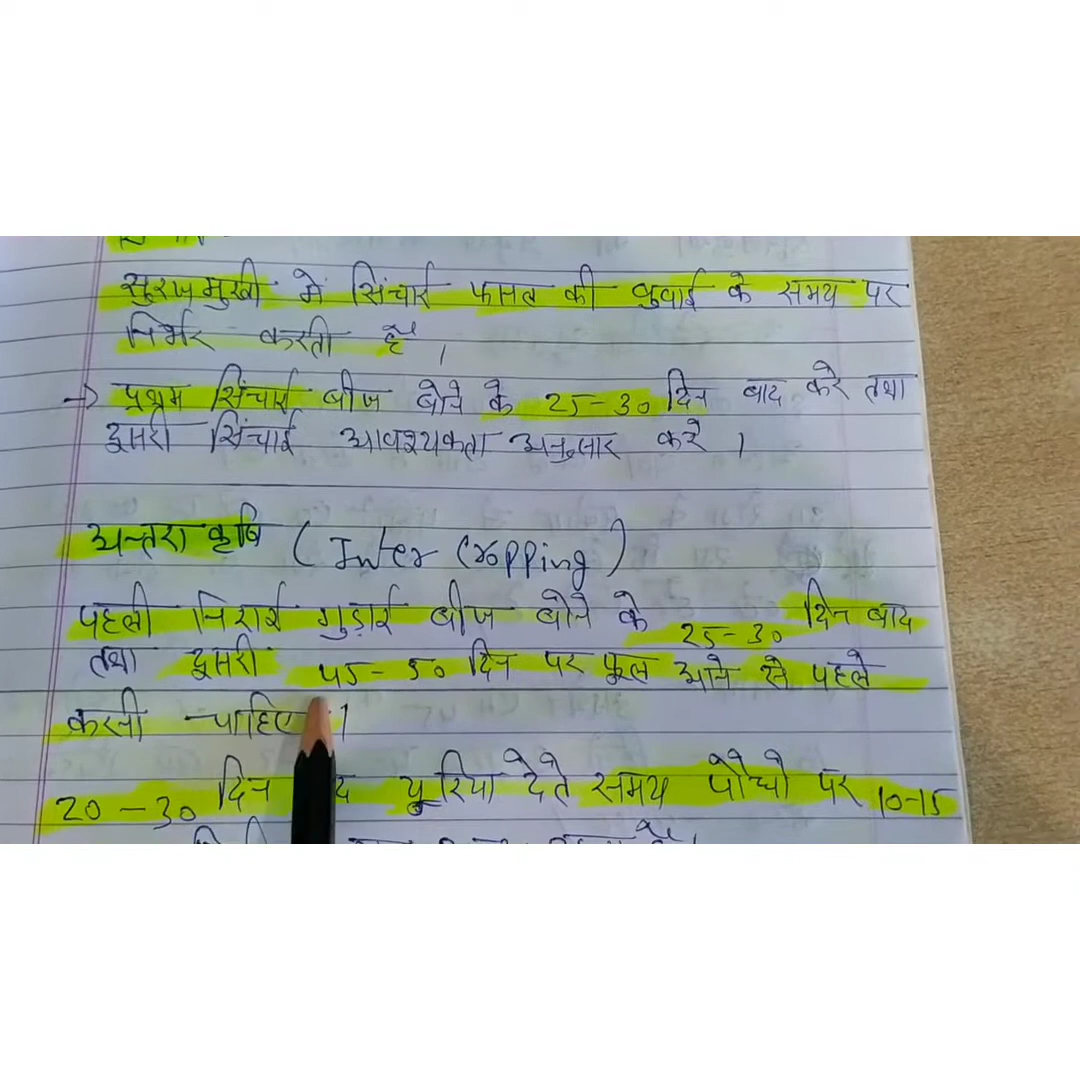 सुरजमुखी में सिंचाई फसल की बुवाई के समय पर
निर्भर करती है।
→ प्रथम सिंचाई बीज बोने के 25-30 दिन बाद करे तथा
दूसरी सिंचाई आवश्यकता अनुसार करे।
अन्तरा कृषि (Inter Cropping)
पहली निराई गुड़ाई बीज बोने के 25-30 दिन बाद
तथा दूसरी 45-50 दिन पर फूल आने से पहले
करनी चाहिए।
20-30 दिन द यूरिया देते समय पौधो पर 10-15